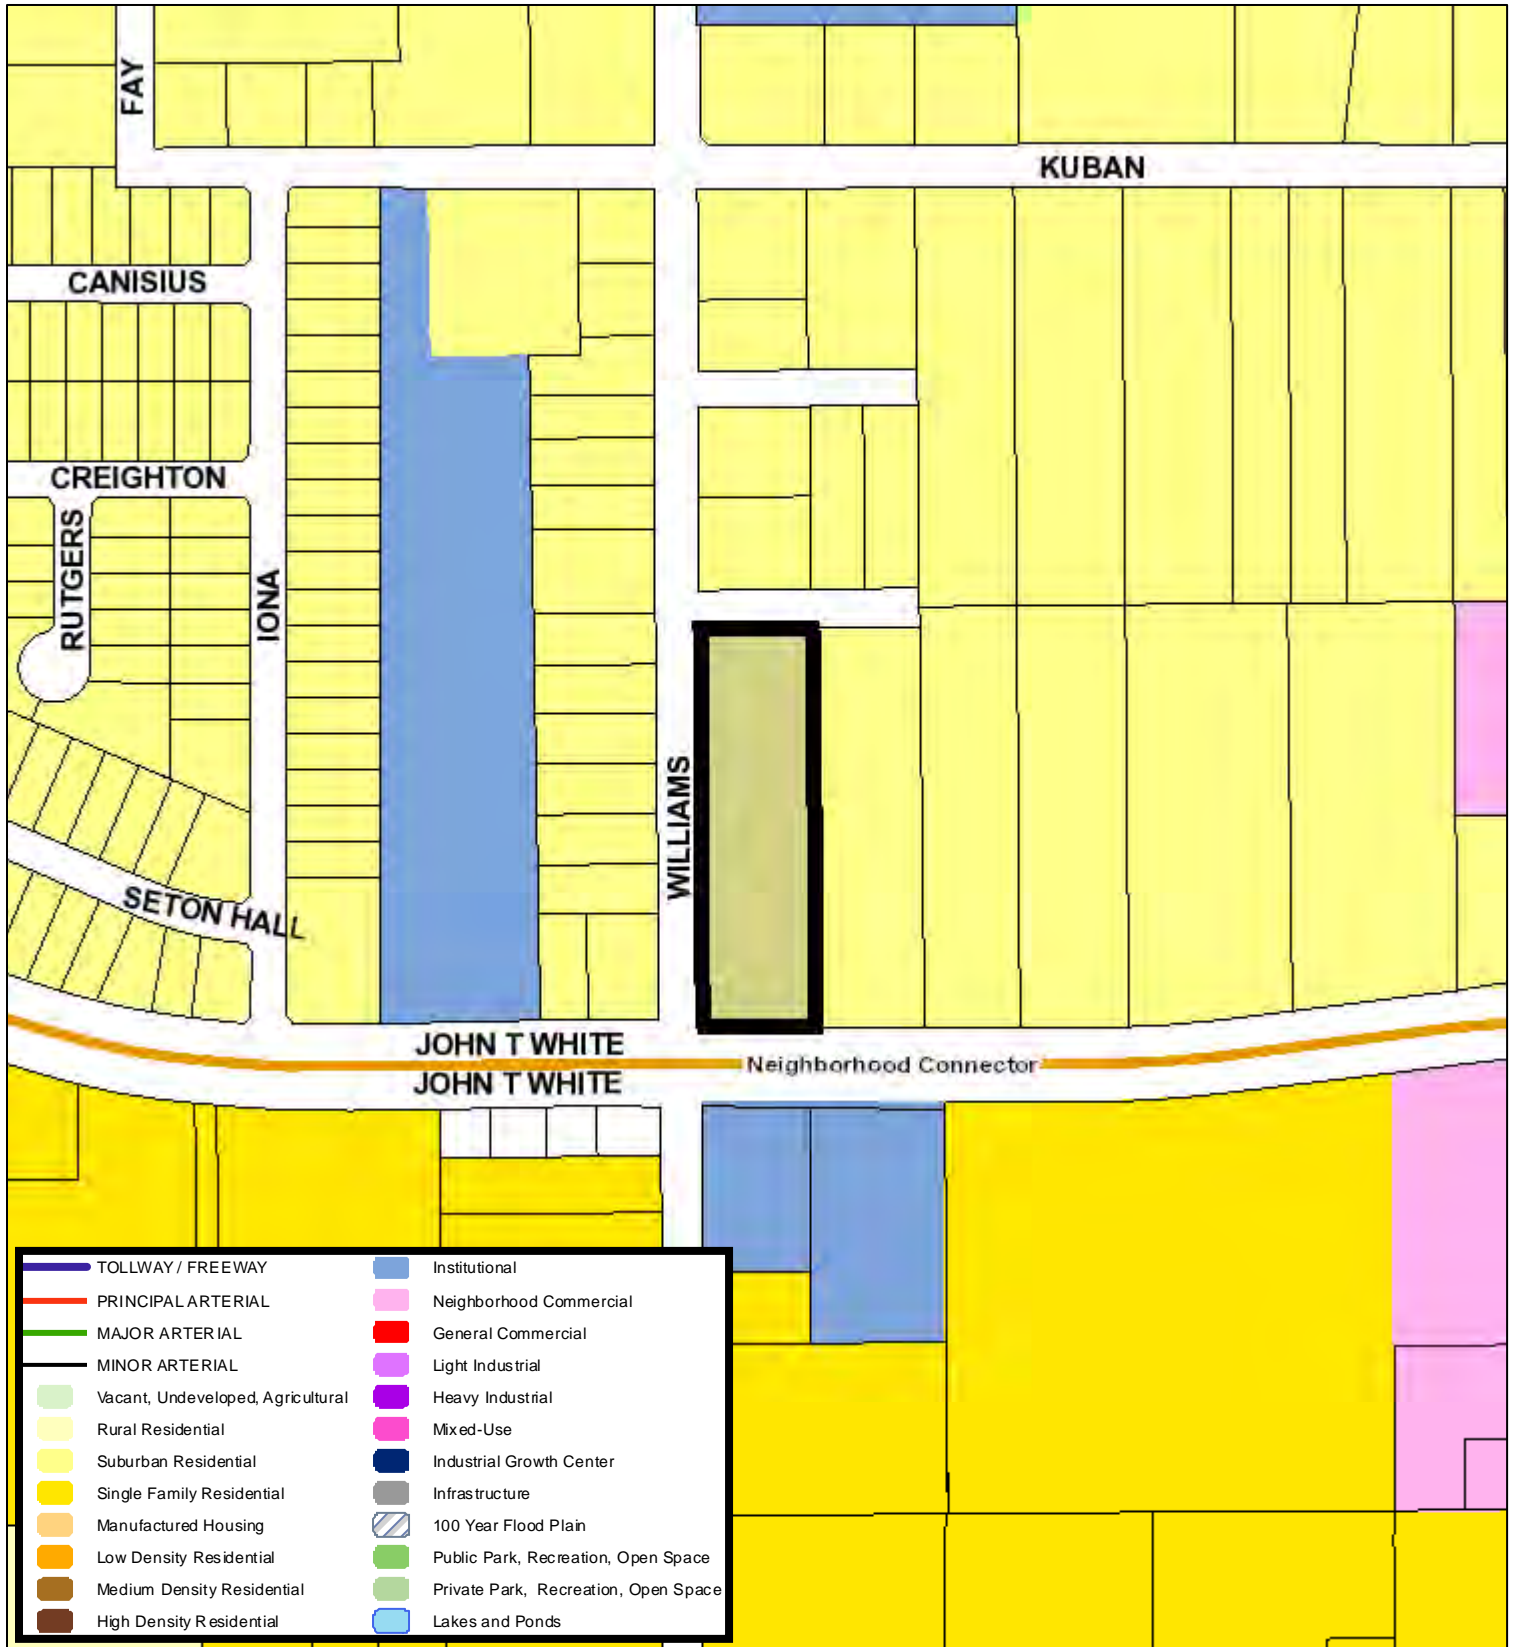 FAY
KUBAN
CANISIUS
CREIGHTON
RUTGERS
IONA
WILLIAMS
SETON HALL
JOHN T WHITE
Neighborhood Connector
JOHN T WHITE
TOLLWAY / FREEWAY
PRINCIPAL ARTERIAL
MAJOR ARTERIAL
MINOR ARTERIAL
Vacant, Undeveloped, Agricultural
Rural Residential
Suburban Residential
Single Family Residential
Manufactured Housing
Low Density Residential
Medium Density Residential
High Density Residential
Institutional
Neighborhood Commercial
General Commercial
Light Industrial
Heavy Industrial
Mixed-Use
Industrial Growth Center
Infrastructure
100 Year Flood Plain
Public Park, Recreation, Open Space
Private Park, Recreation, Open Space
Lakes and Ponds